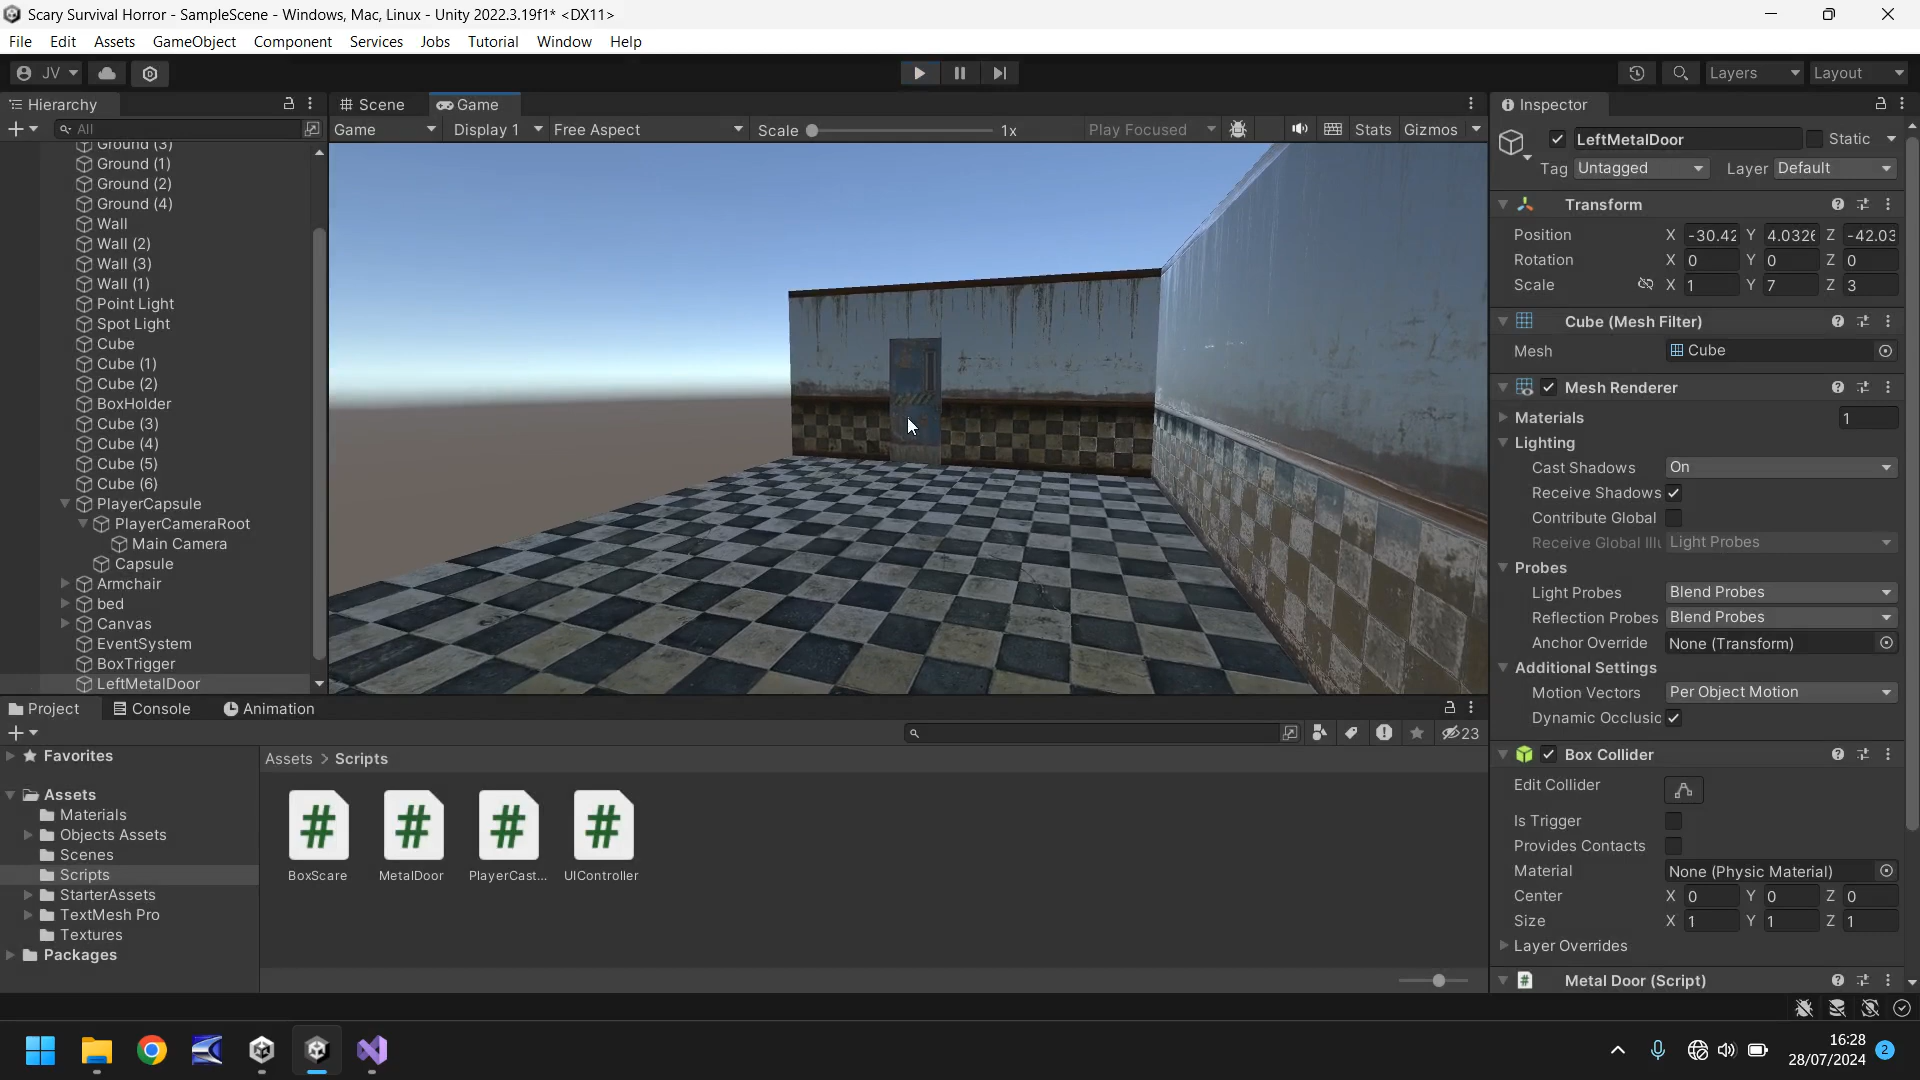 Scary Survival Horror - SampleScene - Windows, Mac, Linux - Unity 2022.3.19f1* <DX11>
File Edit Assets GameObject Component Services Jobs Tutorial Window Help
JV Layers Layout
Hierarchy
All
Ground (3)
Ground (1)
Ground (2)
Ground (4)
Wall
Wall (2)
Wall (3)
Wall (1)
Point Light
Spot Light
Cube
Cube (1)
Cube (2)
BoxHolder
Cube (3)
Cube (4)
Cube (5)
Cube (6)
PlayerCapsule
PlayerCameraRoot
Main Camera
Capsule
Armchair
bed
Canvas
EventSystem
BoxTrigger
LeftMetalDoor
Scene Game
Game Display 1 Free Aspect Scale 1x Play Focused Stats Gizmos
Inspector
LeftMetalDoor Static
Tag Untagged Layer Default
Transform
Position X -30.42 Y 4.0326 Z -42.03
Rotation X 0 Y 0 Z 0
Scale X 1 Y 7 Z 3
Cube (Mesh Filter)
Mesh Cube
Mesh Renderer
Materials 1
Lighting
Cast Shadows On
Receive Shadows
Contribute Global
Receive Global Illu Light Probes
Probes
Light Probes Blend Probes
Reflection Probes Blend Probes
Anchor Override None (Transform)
Additional Settings
Motion Vectors Per Object Motion
Dynamic Occlusic
Box Collider
Edit Collider
Is Trigger
Provides Contacts
Material None (Physic Material)
Center X 0 Y 0 Z 0
Size X 1 Y 1 Z 1
Layer Overrides
Metal Door (Script)
Project Console Animation
23
Favorites
Assets
Materials
Objects Assets
Scenes
Scripts
StarterAssets
TextMesh Pro
Textures
Packages
Assets > Scripts
BoxScare MetalDoor PlayerCast... UIController
16:28
28/07/2024
2